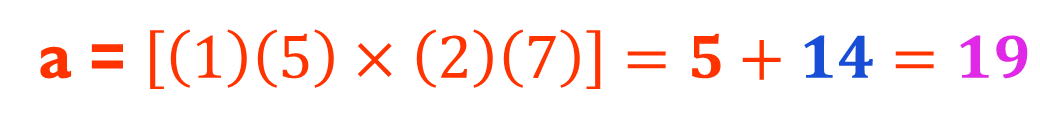 a = [(1)(5) × (2)(7)] = 5 + 14 = 19